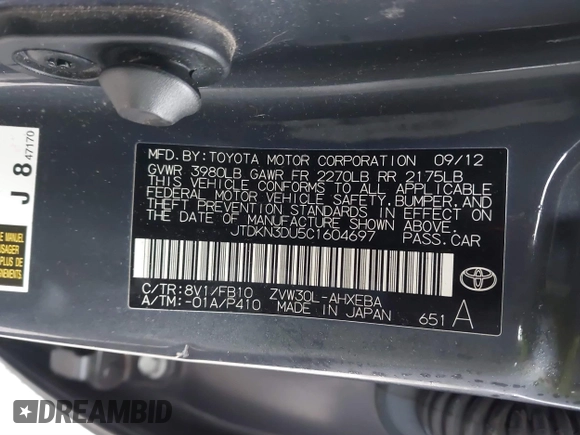 MFD.BY:TOYOTA MOTOR CORPORATION 09/12
GVWR 3980LB GAWR FR 2270LB RR 2175LB
THIS VEHICLE CONFORMS TO ALL APPLICABLE
FEDERAL MOTOR VEHICLE SAFETY,BUMPER,AND
THEFT PREVENTION STANDARDS IN EFFECT ON
THE DATE OF MANUFACTURE SHOWN ABOVE.
JTDKN3DU5C1604697 PASS.CAR
C/TR:8V1/FB10 ZVW30L-AHXEBA
A/TM:-01A/P410 MADE IN JAPAN 651 A
J 8 47170
E MANUEL
DREAMBID